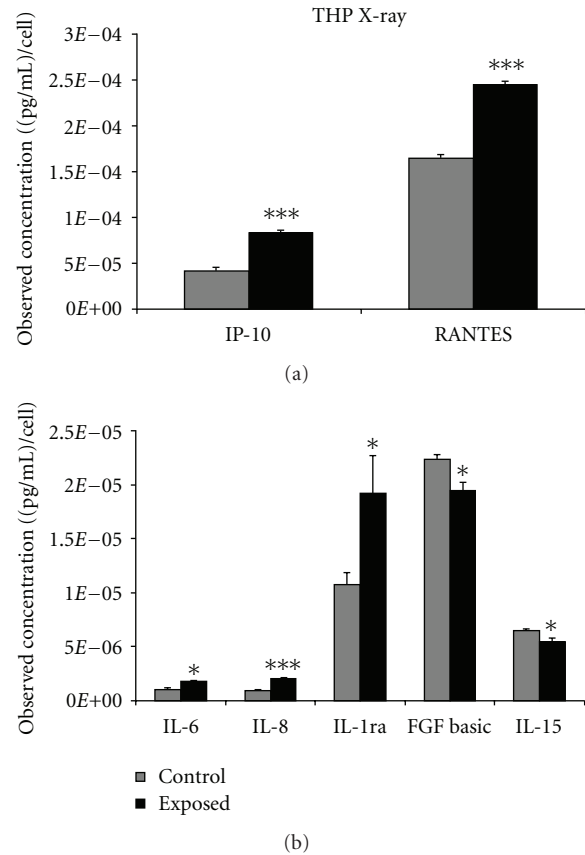 THP X-ray
Observed concentration ((pg/mL)/cell)
3E−04
2.5E−04
2E−04
1.5E−04
1E−04
5E−05
0E+00
***
***
IP-10 RANTES
(a)
Observed concentration ((pg/mL)/cell)
2.5E−05
2E−05
1.5E−05
1E−05
5E−06
0E+00
*
***
*
*
*
IL-6 IL-8 IL-1ra FGF basic IL-15
Control
Exposed
(b)